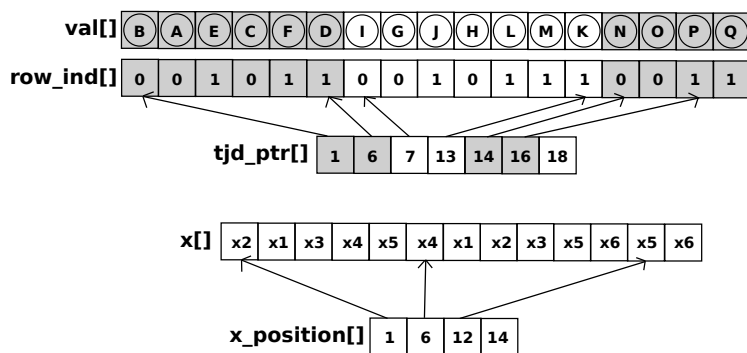 val[] B A E C F D I G J H L M K N O P Q
row_ind[] 0 0 1 0 1 1 0 0 1 0 1 1 1 0 0 1 1
tjd_ptr[] 1 6 7 13 14 16 18
x[] x2 x1 x3 x4 x5 x4 x1 x2 x3 x5 x6 x5 x6
x_position[] 1 6 12 14